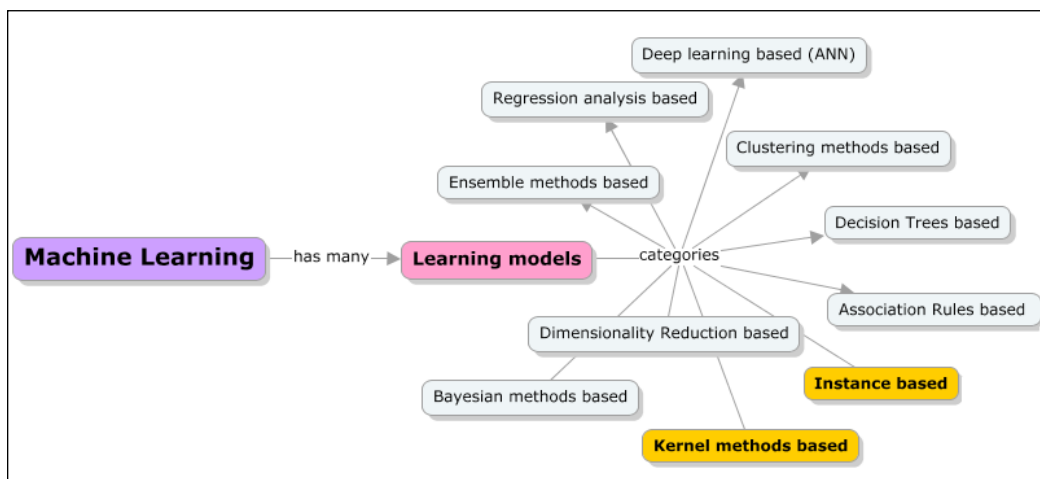 Deep learning based (ANN)
Regression analysis based
Clustering methods based
Ensemble methods based
Decision Trees based
Machine Learning
has many
Learning models
categories
Association Rules based
Dimensionality Reduction based
Instance based
Bayesian methods based
Kernel methods based